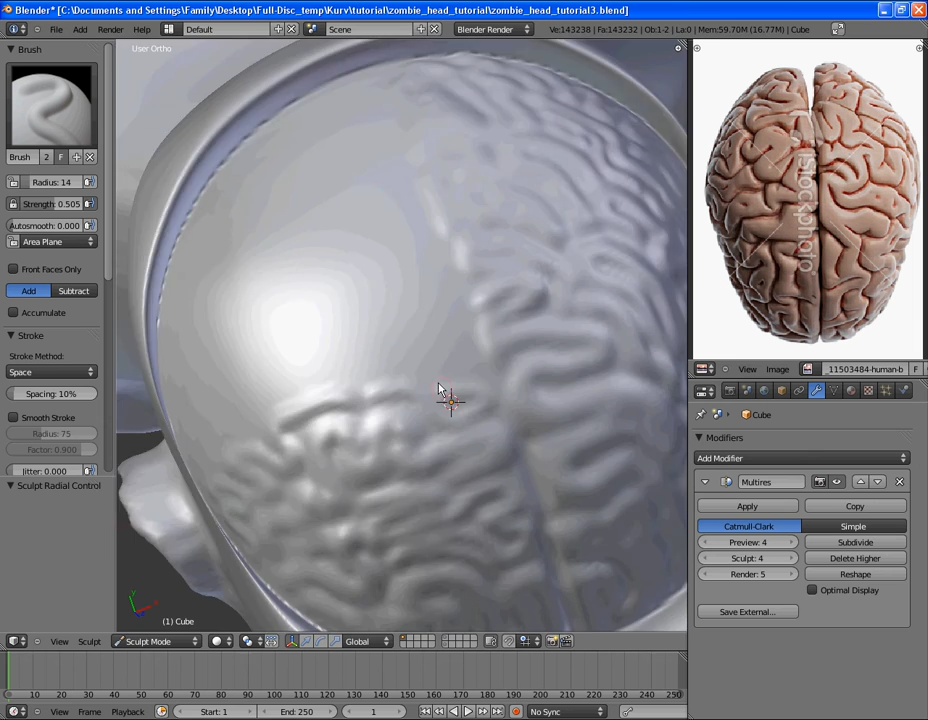 Blender* [C:\Documents and Settings\Family\Desktop\Full-Disc_temp\Kurv\tutorial\zombie_head_tutorial\zombie_head_tutorial3.blend]
File Add Render Help Default Scene Blender Render Ve:143238 | Fa:143232 | Ob:1-2 | La:0 | Mem:59.70M (16.77M) | Cube
Brush
User Ortho
Brush 2 F
Radius: 14
Strength: 0.505
Autosmooth: 0.000
Area Plane
Front Faces Only
Add Subtract
Accumulate
Stroke
Stroke Method:
Space
Spacing: 10%
Smooth Stroke
Radius: 75
Factor: 0.900
Jitter: 0.000
Sculpt Radial Control
y
(1) Cube
iStockphoto
View Image _11503484-human-b F
Cube
Modifiers
Add Modifier
Multires
Apply Copy
Catmull-Clark Simple
Preview: 4 Subdivide
Sculpt: 4 Delete Higher
Render: 5 Reshape
Optimal Display
Save External...
View Sculpt Sculpt Mode Global
0 10 20 30 40 50 60 70 80 90 100 110 120 130 140 150 160 170 180 190 200 210 220 230 240 250
View Frame Playback Start: 1 End: 250 1 No Sync